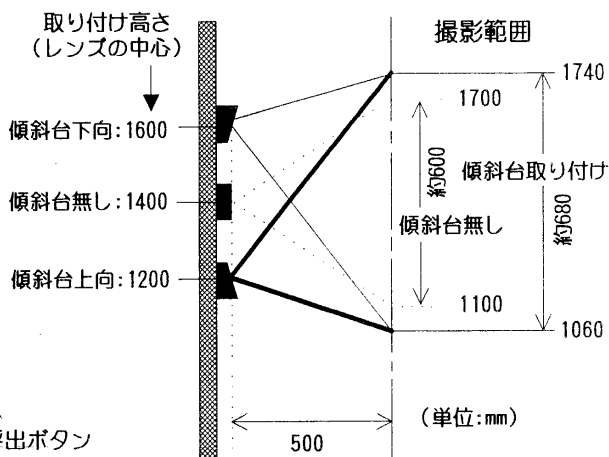 取り付け高さ
(レンズの中心)
撮影範囲
1740
1700
傾斜台下向:1600
約600
傾斜台取り付け
傾斜台無し:1400
約680
傾斜台無し
傾斜台上向:1200
1100
1060
(単位:mm)
出ボタン
500